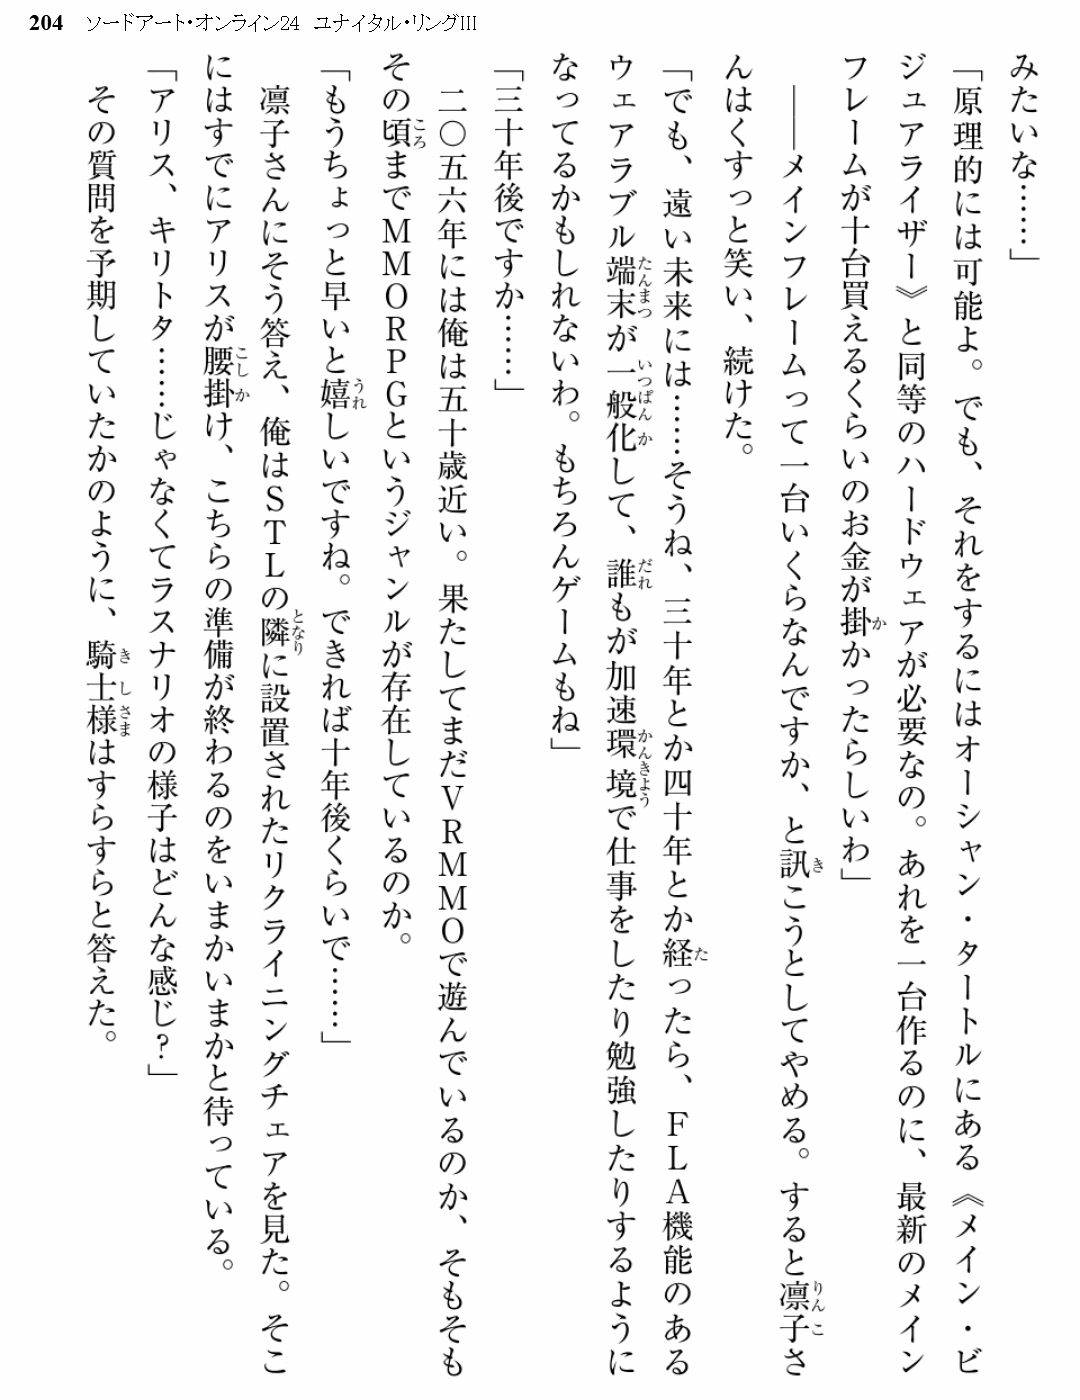 204 ソードアート・オンライン24 ユナイタル・リングIII
みたいな……」
「原理的には可能よ。でも、それをするにはオーシャン・タートルにある《メイン・ビ
ジュアライザー》と同等のハードウェアが必要なの。あれを一台作るのに、最新のメイン
フレームが十台買えるくらいのお金が掛かったらしいわ」
――メインフレームって一台いくらなんですか、と訊こうとしてやめる。すると凛子さ
んはくすっと笑い、続けた。
「でも、遠い未来には……そうね、三十年とか四十年とか経ったら、FLA機能のある
ウェアラブル端末が一般化して、誰もが加速環境で仕事をしたり勉強したりするように
なってるかもしれないわ。もちろんゲームもね」
「三十年後ですか……」
二〇五六年には俺は五十歳近い。果たしてまだVRMMOで遊んでいるのか、そもそも
その頃までMMORPGというジャンルが存在しているのか。
「もうちょっと早いと嬉しいですね。できれば十年後くらいで……」
凛子さんにそう答え、俺はSTLの隣に設置されたリクライニングチェアを見た。そこ
にはすでにアリスが腰掛け、こちらの準備が終わるのをいまかいまかと待っている。
「アリス、キリトタ……じゃなくてラスナリオの様子はどんな感じ?」
その質問を予期していたかのように、騎士様はすらすらと答えた。